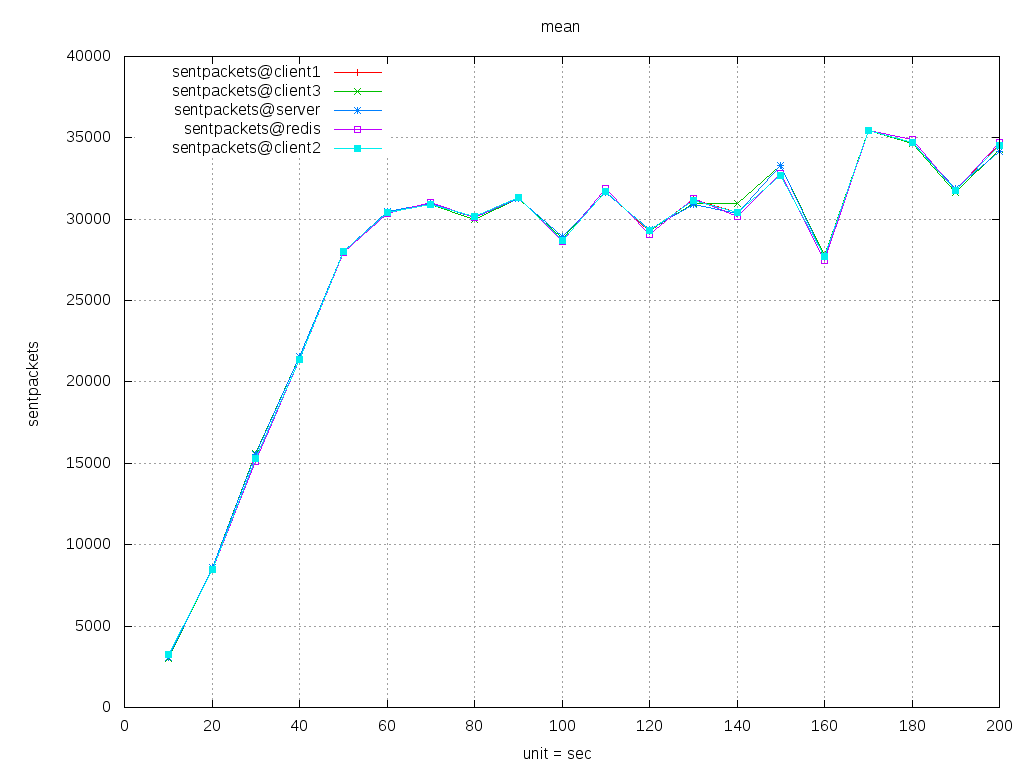 mean
sentpackets@client1
sentpackets@client3
sentpackets@server
sentpackets@redis
sentpackets@client2
40000
35000
30000
25000
20000
15000
10000
5000
0
sentpackets
0 20 40 60 80 100 120 140 160 180 200
unit = sec